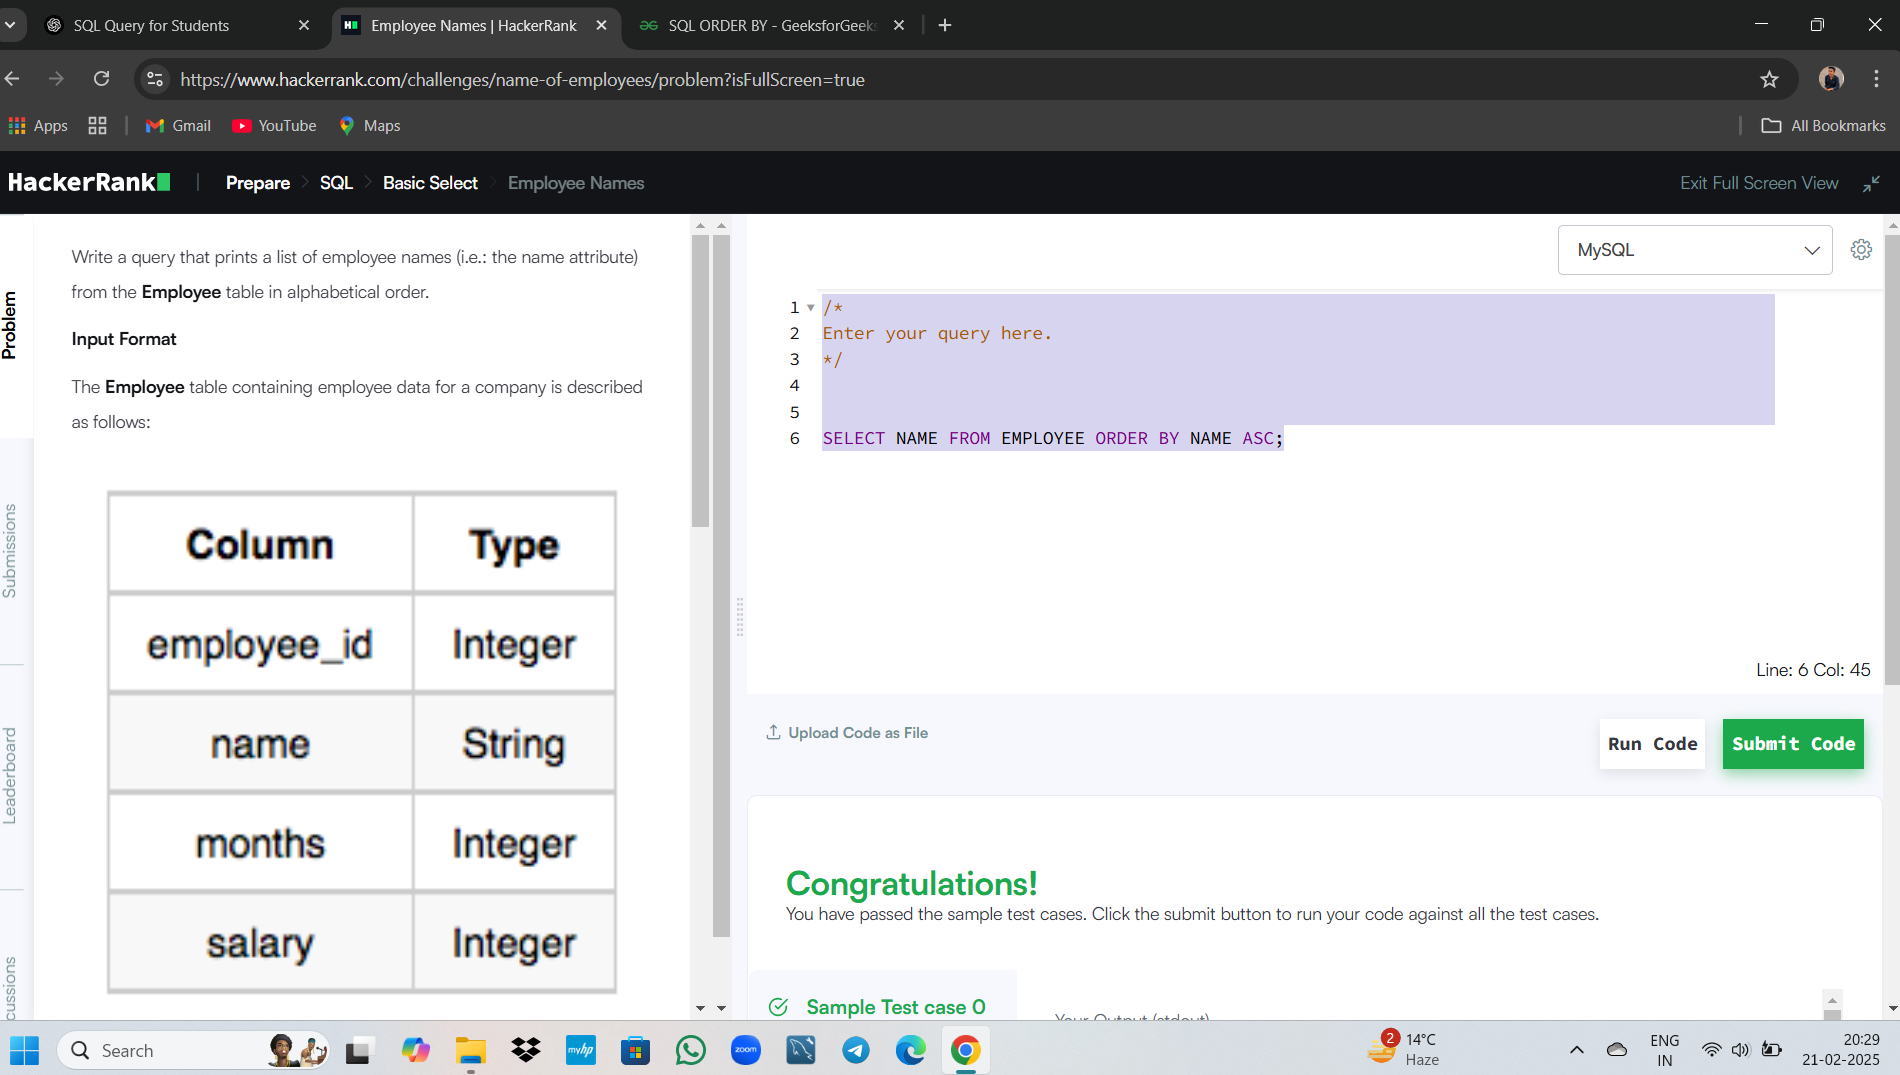 SQL Query for Students
Employee Names | HackerRank
SQL ORDER BY - GeeksforGeeks
https://www.hackerrank.com/challenges/name-of-employees/problem?isFullScreen=true
Apps
Gmail
YouTube
Maps
All Bookmarks
HackerRank
Prepare
SQL
Basic Select
Employee Names
Exit Full Screen View
Problem
Submissions
Leaderboard
Write a query that prints a list of employee names (i.e.: the name attribute)
from the Employee table in alphabetical order.
Input Format
The Employee table containing employee data for a company is described
as follows:
Column Type
employee_id Integer
name String
months Integer
salary Integer
MySQL
1 /*
2 Enter your query here.
3 */
4
5
6 SELECT NAME FROM EMPLOYEE ORDER BY NAME ASC;
Line: 6 Col: 45
Upload Code as File
Run Code
Submit Code
Congratulations!
You have passed the sample test cases. Click the submit button to run your code against all the test cases.
Sample Test case 0
Your Output (stdout)
Search
myhp
zoom
2
14°C
Haze
ENG
IN
20:29
21-02-2025